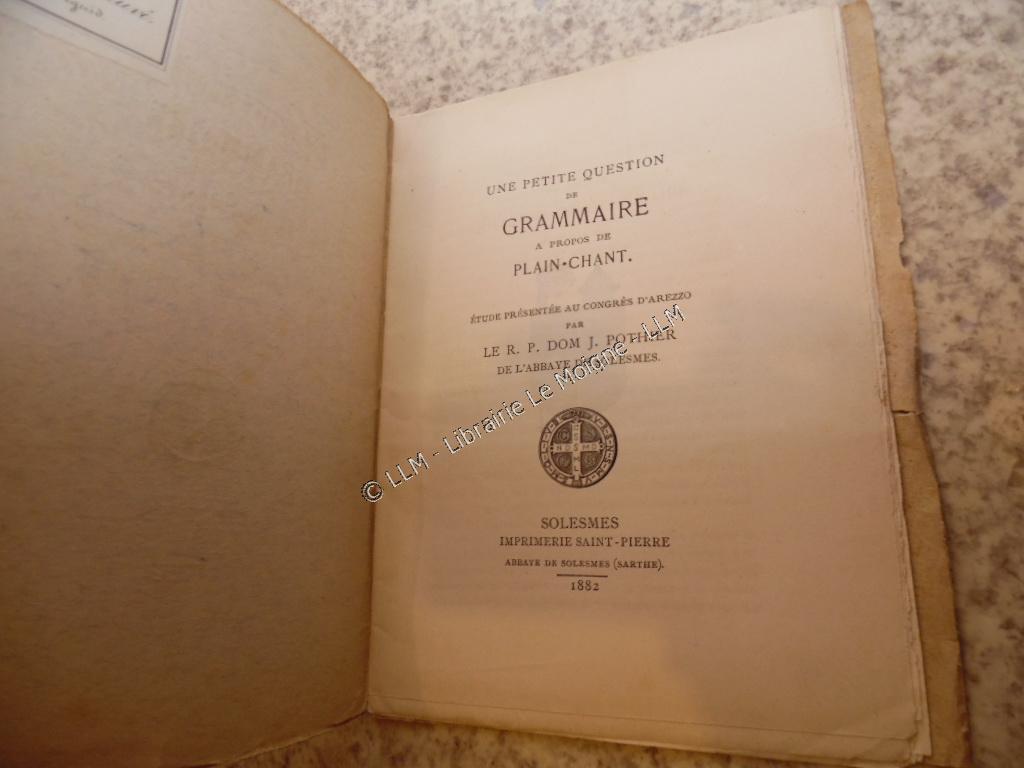 UNE PETITE QUESTION
DE
GRAMMAIRE
A PROPOS DE
PLAIN-CHANT.
ÉTUDE PRÉSENTÉE AU CONGRÈS D'AREZZO
PAR
LE R. P. DOM J. POTHIER
DE L'ABBAYE DE SOLESMES.
SOLESMES
IMPRIMERIE SAINT-PIERRE
ABBAYE DE SOLESMES (SARTHE).
1882
© LLM - Librairie Le Moigne - LLM